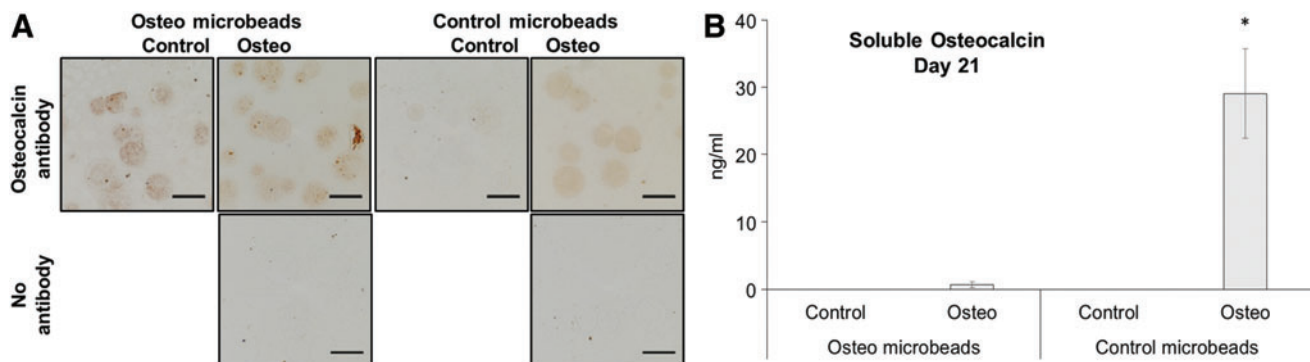 A
Osteo microbeads
Control microbeads
Control
Osteo
Control
Osteo
Osteocalcin
antibody
No
antibody
B
Soluble Osteocalcin
Day 21
*
ng/ml
40
30
20
10
0
Control
Osteo
Control
Osteo
Osteo microbeads
Control microbeads